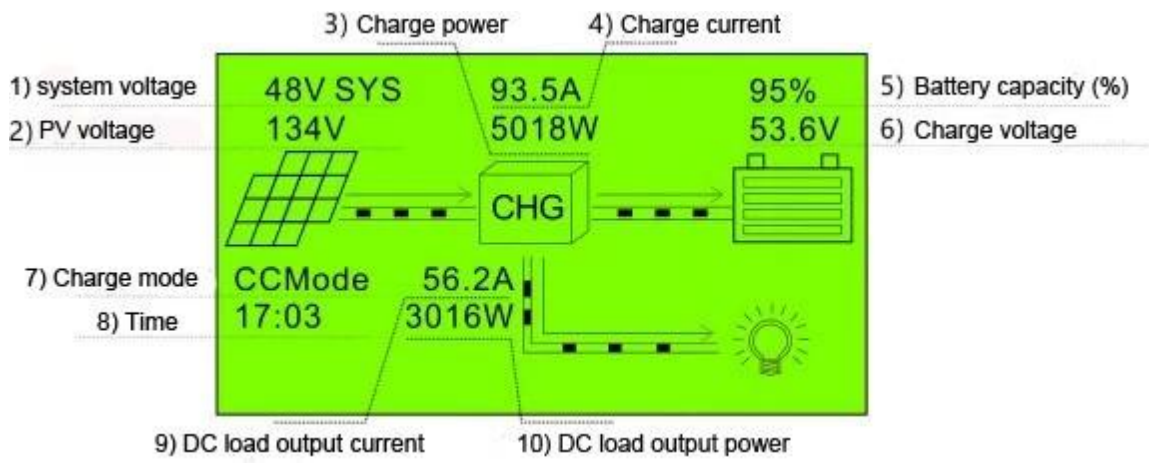 3) Charge power
4) Charge current
1) system voltage
48V SYS
93.5A
95%
5) Battery capacity (%)
2) PV voltage
134V
5018W
53.6V
6) Charge voltage
CHG
7) Charge mode
CCMode
56.2A
8) Time
17:03
3016W
9) DC load output current
10) DC load output power